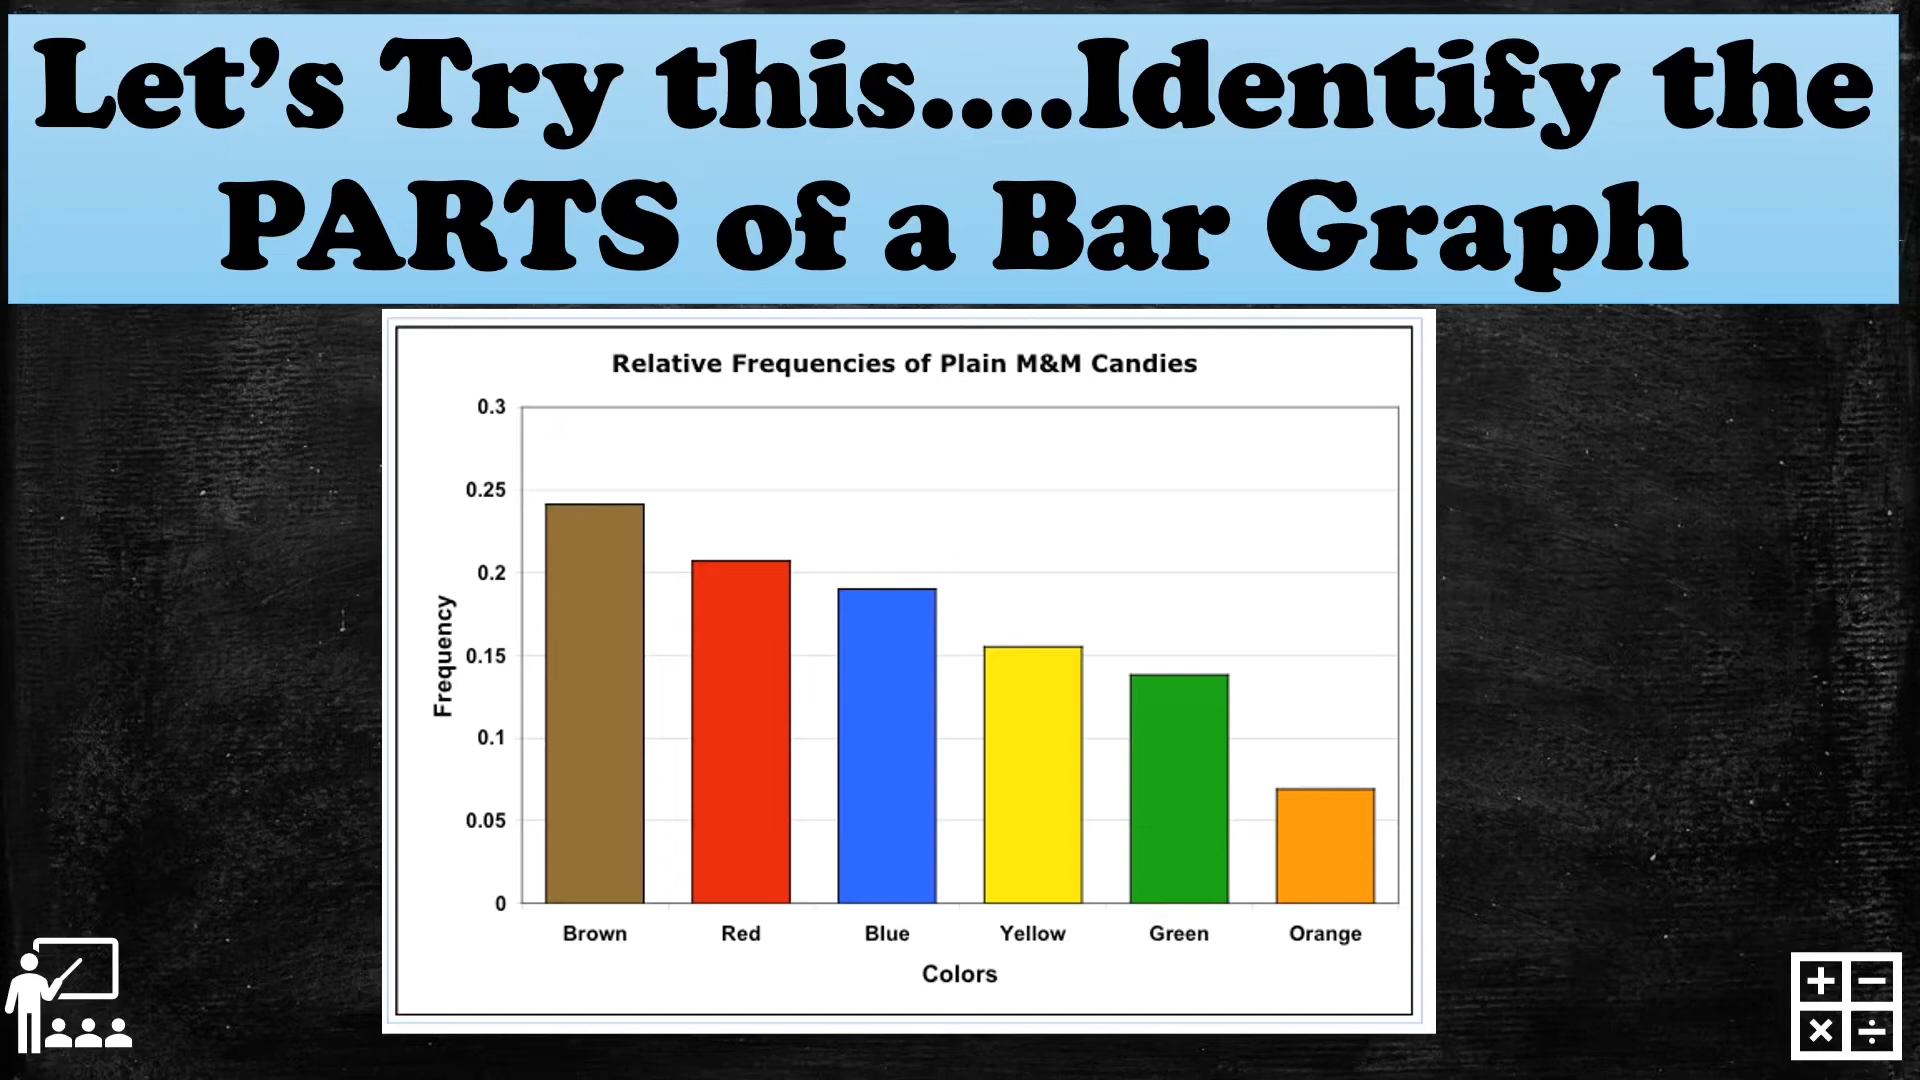 Let's Try this....Identify the
PARTS of a Bar Graph
Relative Frequencies of Plain M&M Candies
0.3
0.25
0.2
0.15
0.1
0.05
0
Frequency
Brown Red Blue Yellow Green Orange
Colors
+ −
× ÷